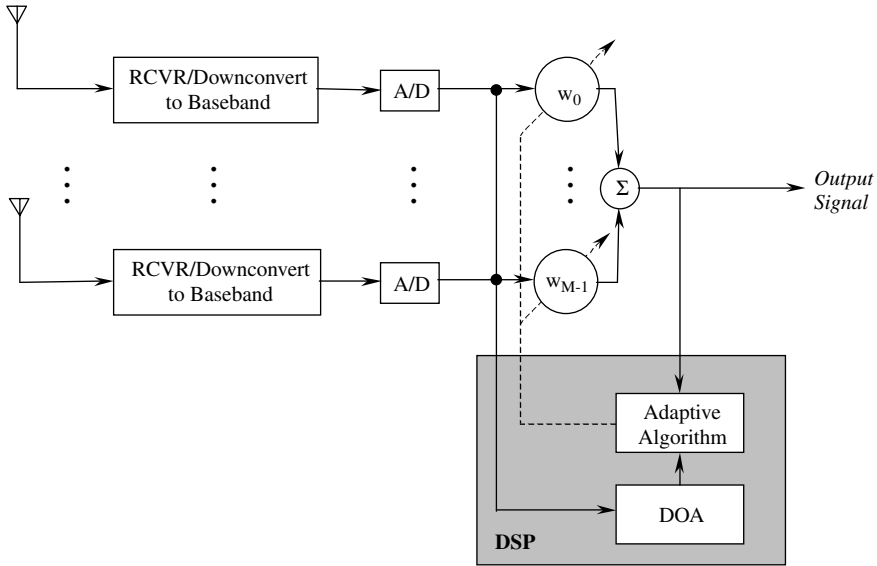 RCVR/Downconvert
to Baseband
A/D
w0
Σ
Output
Signal
RCVR/Downconvert
to Baseband
A/D
wM-1
Adaptive
Algorithm
DOA
DSP